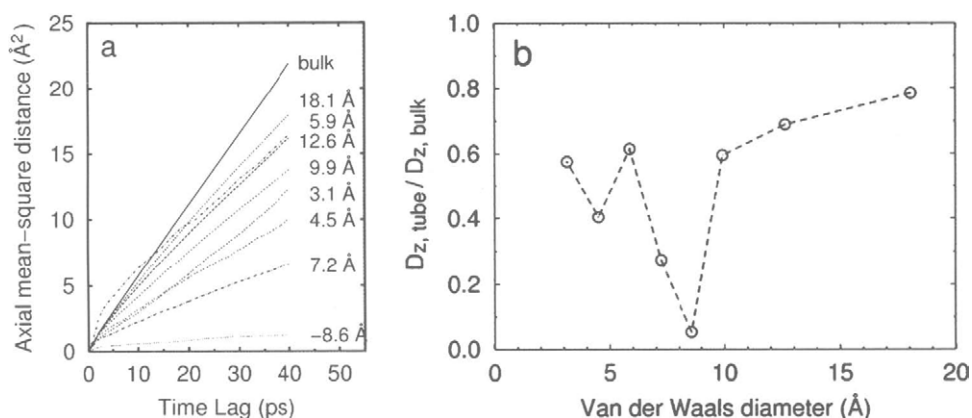 a
25
20
15
10
5
0
Axial mean-square distance (Å²)
bulk
18.1 Å
5.9 Å
12.6 Å
9.9 Å
3.1 Å
4.5 Å
7.2 Å
-8.6 Å
0 10 20 30 40 50
Time Lag (ps)
b
1.0
0.8
0.6
0.4
0.2
0.0
Dz, tube / Dz, bulk
0 5 10 15 20
Van der Waals diameter (Å)